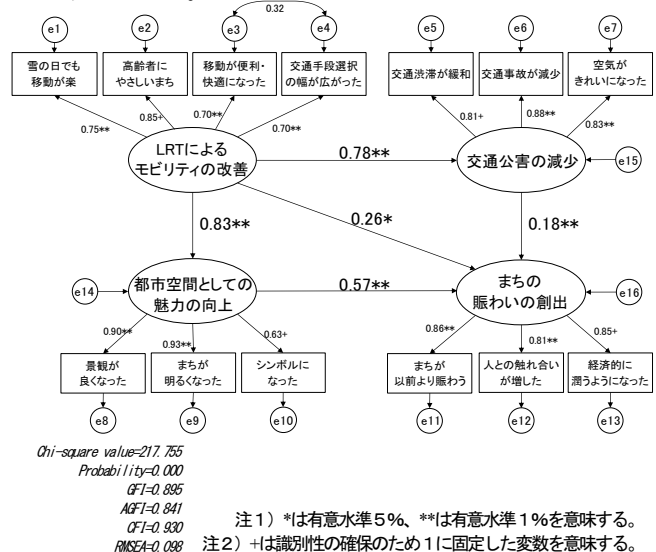 0.32
e1
e2
e3
e4
e5
e6
e7
雪の日でも
移動が楽
高齢者に
やさしいまち
移動が便利・
快適になった
交通手段選択
の幅が広がった
交通渋滞が緩和
交通事故が減少
空気が
きれいになった
0.75**
0.85+
0.70**
0.70**
0.81+
0.88**
0.83**
LRTによる
モビリティの改善
0.78**
交通公害の減少
e15
0.83**
0.26*
0.18**
e14
都市空間としての
魅力の向上
0.57**
まちの
賑わいの創出
e16
0.90**
0.93**
0.63+
0.86**
0.81**
0.85+
景観が
良くなった
まちが
明るくなった
シンボルに
なった
まちが
以前より賑わう
人との触れ合い
が増した
経済的に
潤うようになった
e8
e9
e10
e11
e12
e13
Chi-square value=217.755
Probability=0.000
GFI=0.895
AGFI=0.841
CFI=0.930
RMSEA=0.098
注1）*は有意水準5%、**は有意水準1%を意味する。
注2）+は識別性の確保のため1に固定した変数を意味する。